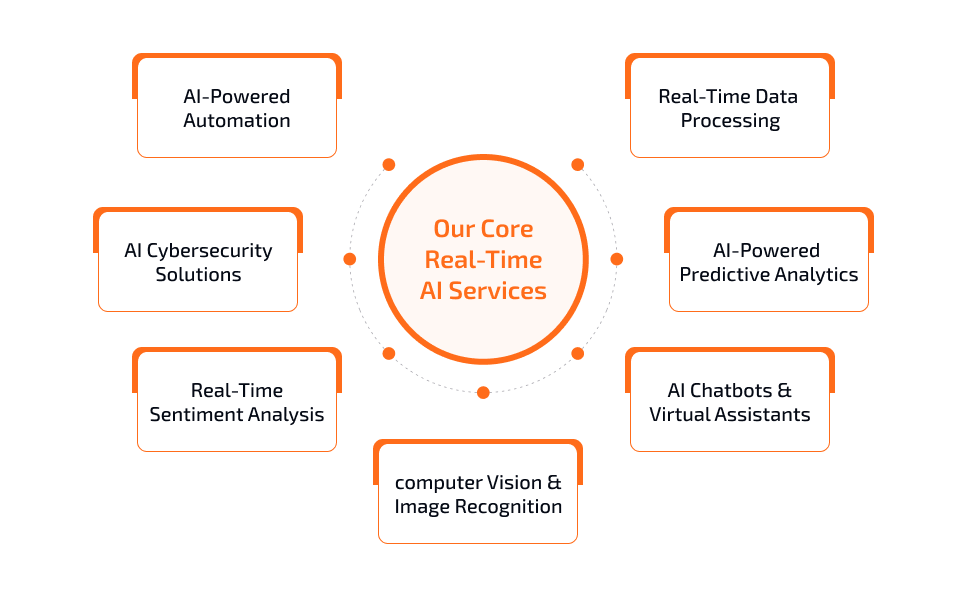 AI-Powered
Automation
Real-Time Data
Processing
Our Core
Real-Time
AI Services
AI Cybersecurity
Solutions
AI-Powered
Predictive Analytics
Real-Time
Sentiment Analysis
AI Chatbots &
Virtual Assistants
computer Vision &
Image Recognition